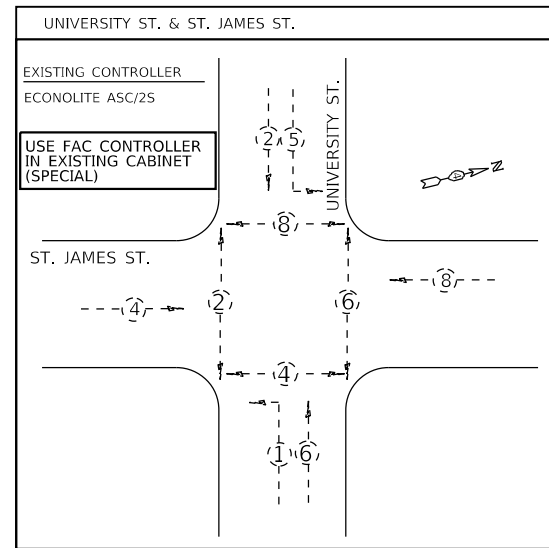 UNIVERSITY ST. & ST. JAMES ST.
EXISTING CONTROLLER
ECONOLITE ASC/2S
USE FAC CONTROLLER
IN EXISTING CABINET
(SPECIAL)
UNIVERSITY ST.
2
5
N
8
ST. JAMES ST.
4
2
6
8
4
1
6